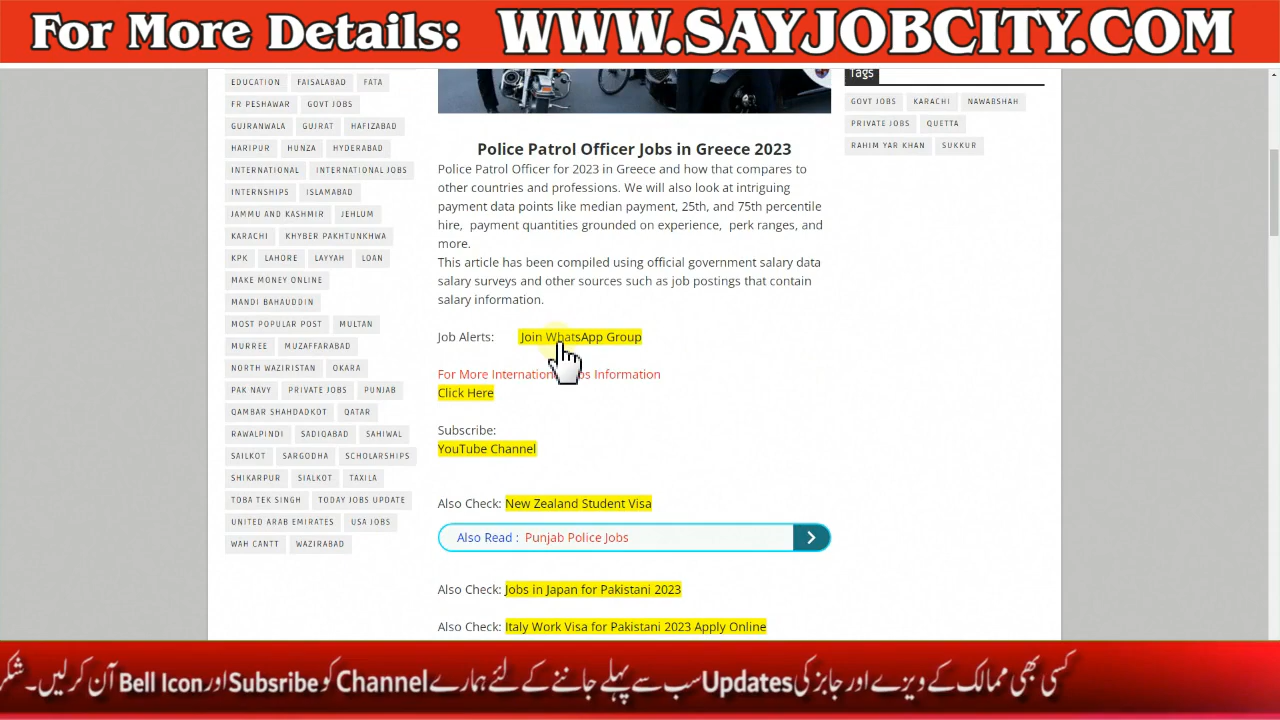 For More Details: WWW.SAYJOBCITY.COM
EDUCATION FAISALABAD FATA
FR PESHAWAR GOVT JOBS
GUJRANWALA GUJRAT HAFIZABAD
HARIPUR HUNZA HYDERABAD
INTERNATIONAL INTERNATIONAL JOBS
INTERNSHIPS ISLAMABAD
JAMMU AND KASHMIR JEHLUM
KARACHI KHYBER PAKHTUNKHWA
KPK LAHORE LAYYAH LOAN
MAKE MONEY ONLINE
MANDI BAHAUDDIN
MOST POPULAR POST MULTAN
MURREE MUZAFFARABAD
NORTH WAZIRISTAN OKARA
PAK NAVY PRIVATE JOBS PUNJAB
QAMBAR SHAHDADKOT QATAR
RAWALPINDI SADIQABAD SAHIWAL
SAILKOT SARGODHA SCHOLARSHIPS
SHIKARPUR SIALKOT TAXILA
TOBA TEK SINGH TODAY JOBS UPDATE
UNITED ARAB EMIRATES USA JOBS
WAH CANTT WAZIRABAD
Police Patrol Officer Jobs in Greece 2023
Police Patrol Officer for 2023 in Greece and how that compares to
other countries and professions. We will also look at intriguing
payment data points like median payment, 25th, and 75th percentile
hire, payment quantities grounded on experience, perk ranges, and
more.
This article has been compiled using official government salary data
salary surveys and other sources such as job postings that contain
salary information.
Job Alerts: Join WhatsApp Group
For More International Jobs Information
Click Here
Subscribe:
YouTube Channel
Also Check: New Zealand Student Visa
Also Read : Punjab Police Jobs
Also Check: Jobs in Japan for Pakistani 2023
Also Check: Italy Work Visa for Pakistani 2023 Apply Online
Tags
GOVT JOBS KARACHI NAWABSHAH
PRIVATE JOBS QUETTA
RAHIM YAR KHAN SUKKUR
کسی بھی ممالک کے ویزے اور جابز کی Updates سب سے پہلے جاننے کے لئے ہمارے Channel کو Subsribe اور Bell Icon آن کرلیں۔